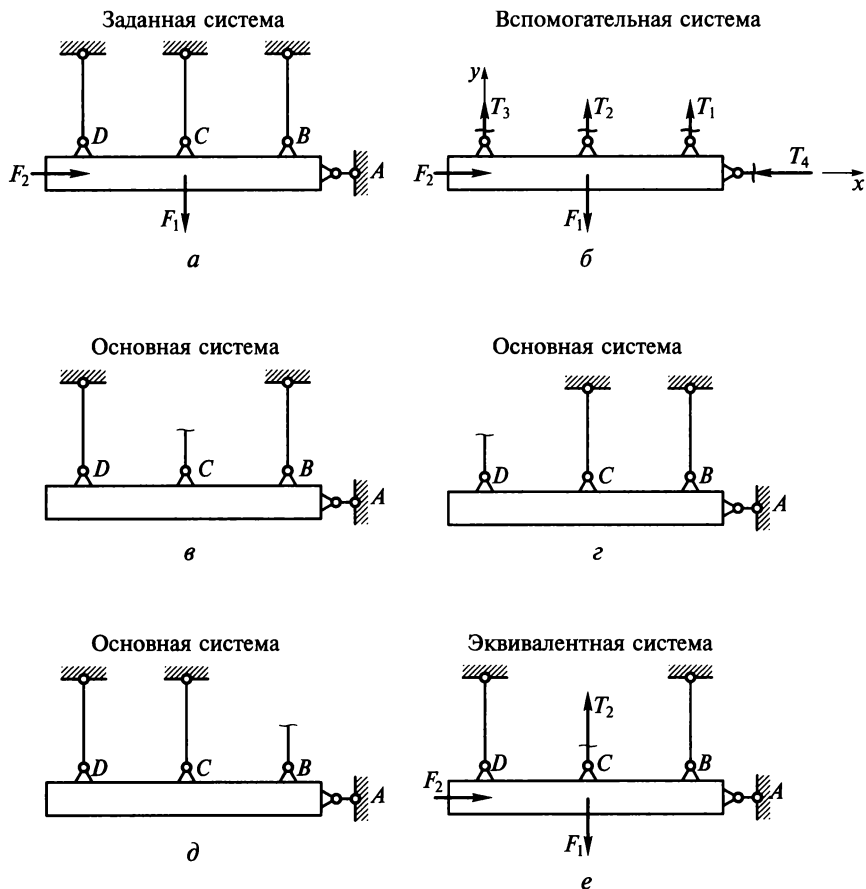 Заданная система
Вспомогательная система
D C B
F₂ A
F₁
а
y
T₃ T₂ T₁
F₂ T₄
x
F₁
б
Основная система
Основная система
D C B
A
в
D C B
A
г
Основная система
Эквивалентная система
D C B
A
д
T₂
D C B
F₂ A
F₁
е